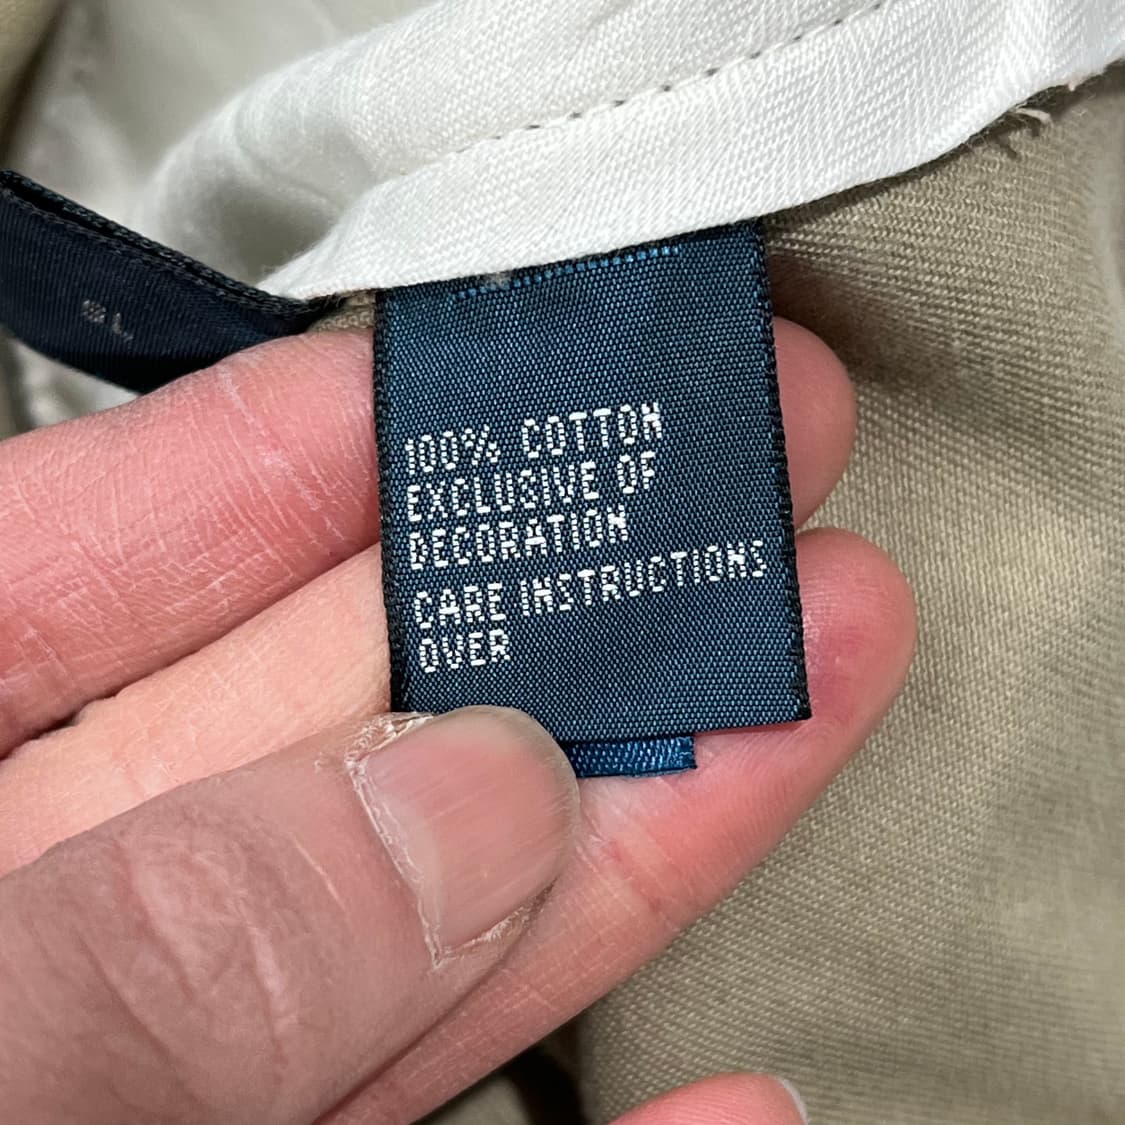 100% COTTON
EXCLUSIVE OF
DECORATION
CARE INSTRUCTIONS
OVER